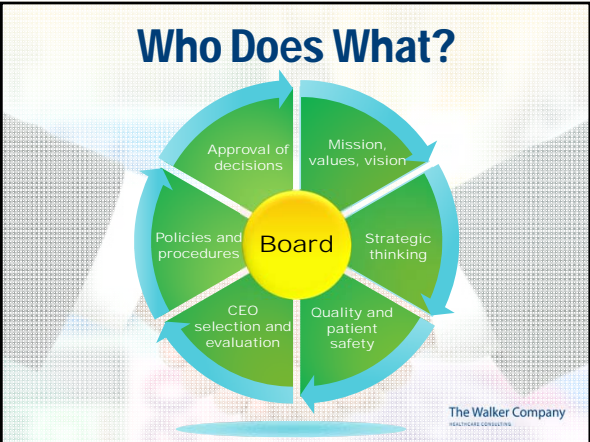 Who Does What?
Approval of
decisions
Mission,
values, vision
Policies and
procedures
Board
Strategic
thinking
CEO
selection and
evaluation
Quality and
patient
safety
The Walker Company
HEALTHCARE CONSULTING